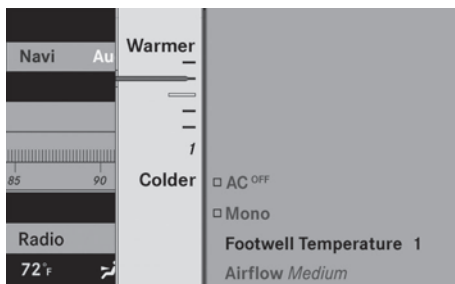 Navi Au
Warmer
1
85 90
Colder
AC OFF
Mono
Radio
Footwell Temperature 1
72°F
Airflow Medium